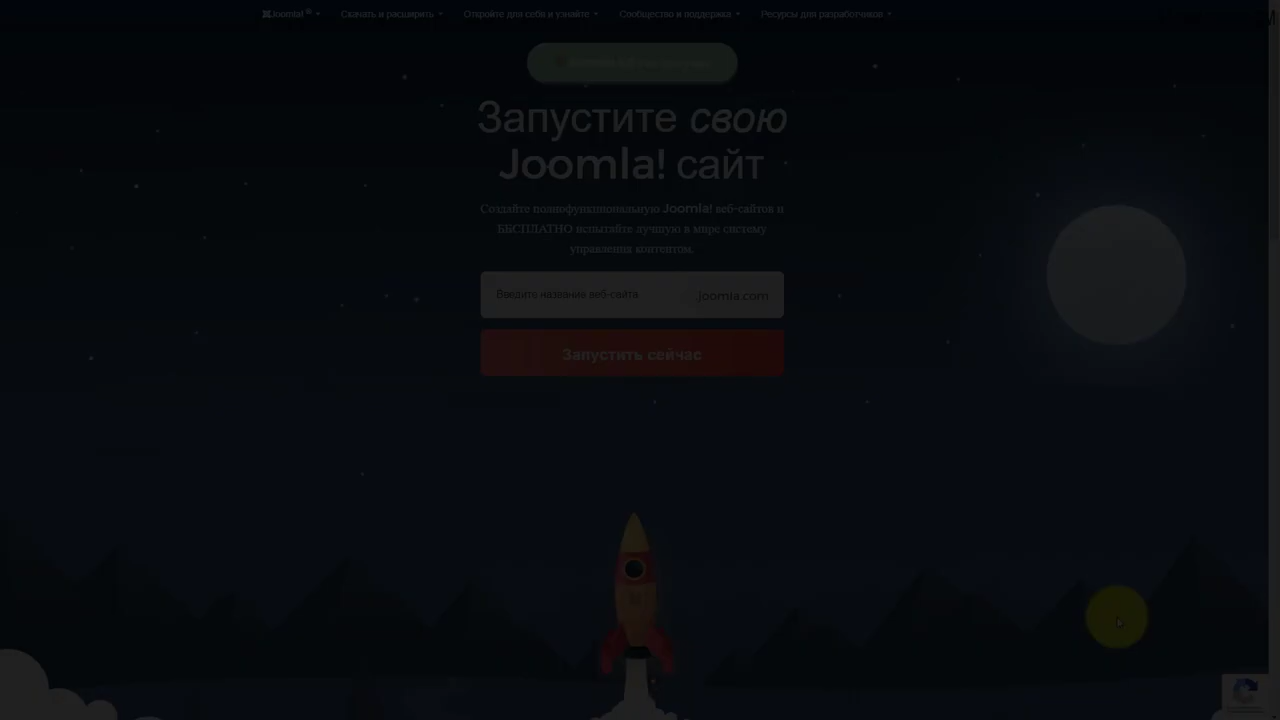 Joomla! ®
Скачать и расширять
Откройте для себя и узнайте
Сообщество и поддержка
Ресурсы для разработчиков
Запустите свою
Joomla! сайт
Создайте полнофункциональную Joomla! веб-сайтов и
БЕСПЛАТНО испытайте лучшую в мире систему
управления контентом.
Введите название веб-сайта
.joomla.com
Запустить сейчас